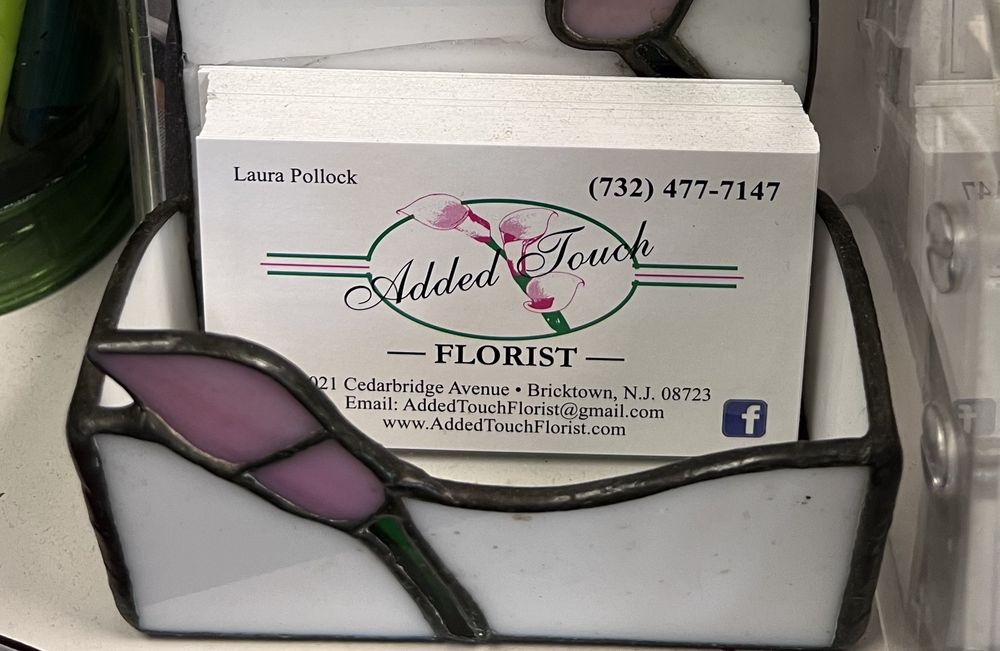 Laura Pollock
(732) 477-7147
Added Touch
— FLORIST —
021 Cedarbridge Avenue • Bricktown, N.J. 08723
Email: AddedTouchFlorist@gmail.com
www.AddedTouchFlorist.com
f